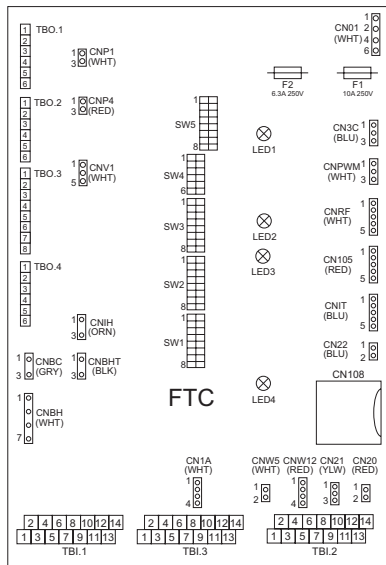 1 TBO.1
2
3
4
5
6
1 CNP1
3 (WHT)
1 TBO.2
2
3
4
5
6
1 CNP4
3 (RED)
1 TBO.3
2
3
4
5
6
7
8
1 CNV1
5 (WHT)
1 TBO.4
2
3
4
5
6
1 CNIH
3 (ORN)
1 CNBC
3 (GRY)
1 CNBHT
3 (BLK)
1 CNBH
(WHT)
7
1
SW5
8
SW4
6
SW3
8
SW2
8
SW1
8
CN01 1
2
(WHT) 4
6
F2
6.3A 250V
F1
10A 250V
LED1
LED2
LED3
LED4
CN3C 1
(BLU) 3
CNPWM 1
(WHT) 3
CNRF 1
(WHT)
5
CN105 1
(RED)
5
CNIT 1
(BLU)
5
CN22 1
(BLU) 2
CN108
FTC
CN1A
(WHT)
1
4
CNW5
(WHT)
1
2
CNW12
(RED)
1
4
CN21
(YLW)
1
3
CN20
(RED)
1
2
2 4 6 8 10 12 14
1 3 5 7 9 11 13
TBI.1
2 4 6 8 10 12 14
1 3 5 7 9 11 13
TBI.3
2 4 6 8 10 12 14
1 3 5 7 9 11 13
TBI.2